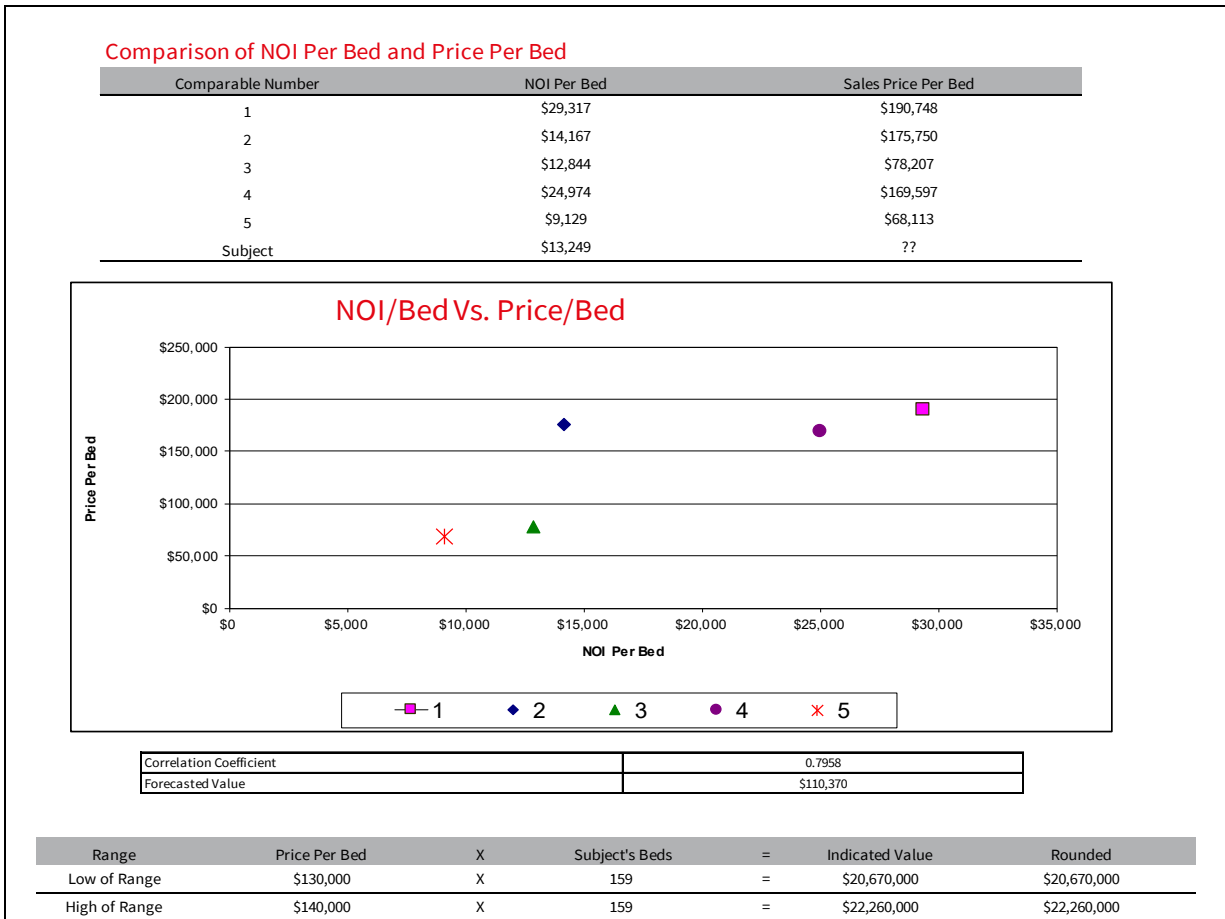 Comparison of NOI Per Bed and Price Per Bed
Comparable Number NOI Per Bed Sales Price Per Bed
1 $29,317 $190,748
2 $14,167 $175,750
3 $12,844 $78,207
4 $24,974 $169,597
5 $9,129 $68,113
Subject $13,249 ??
NOI/Bed Vs. Price/Bed
$250,000
$200,000
$150,000
$100,000
$50,000
$0
Price Per Bed
$0 $5,000 $10,000 $15,000 $20,000 $25,000 $30,000 $35,000
NOI Per Bed
1 2 3 4 5
Correlation Coefficient 0.7958
Forecasted Value $110,370
Range Price Per Bed X Subject's Beds = Indicated Value Rounded
Low of Range $130,000 X 159 = $20,670,000 $20,670,000
High of Range $140,000 X 159 = $22,260,000 $22,260,000